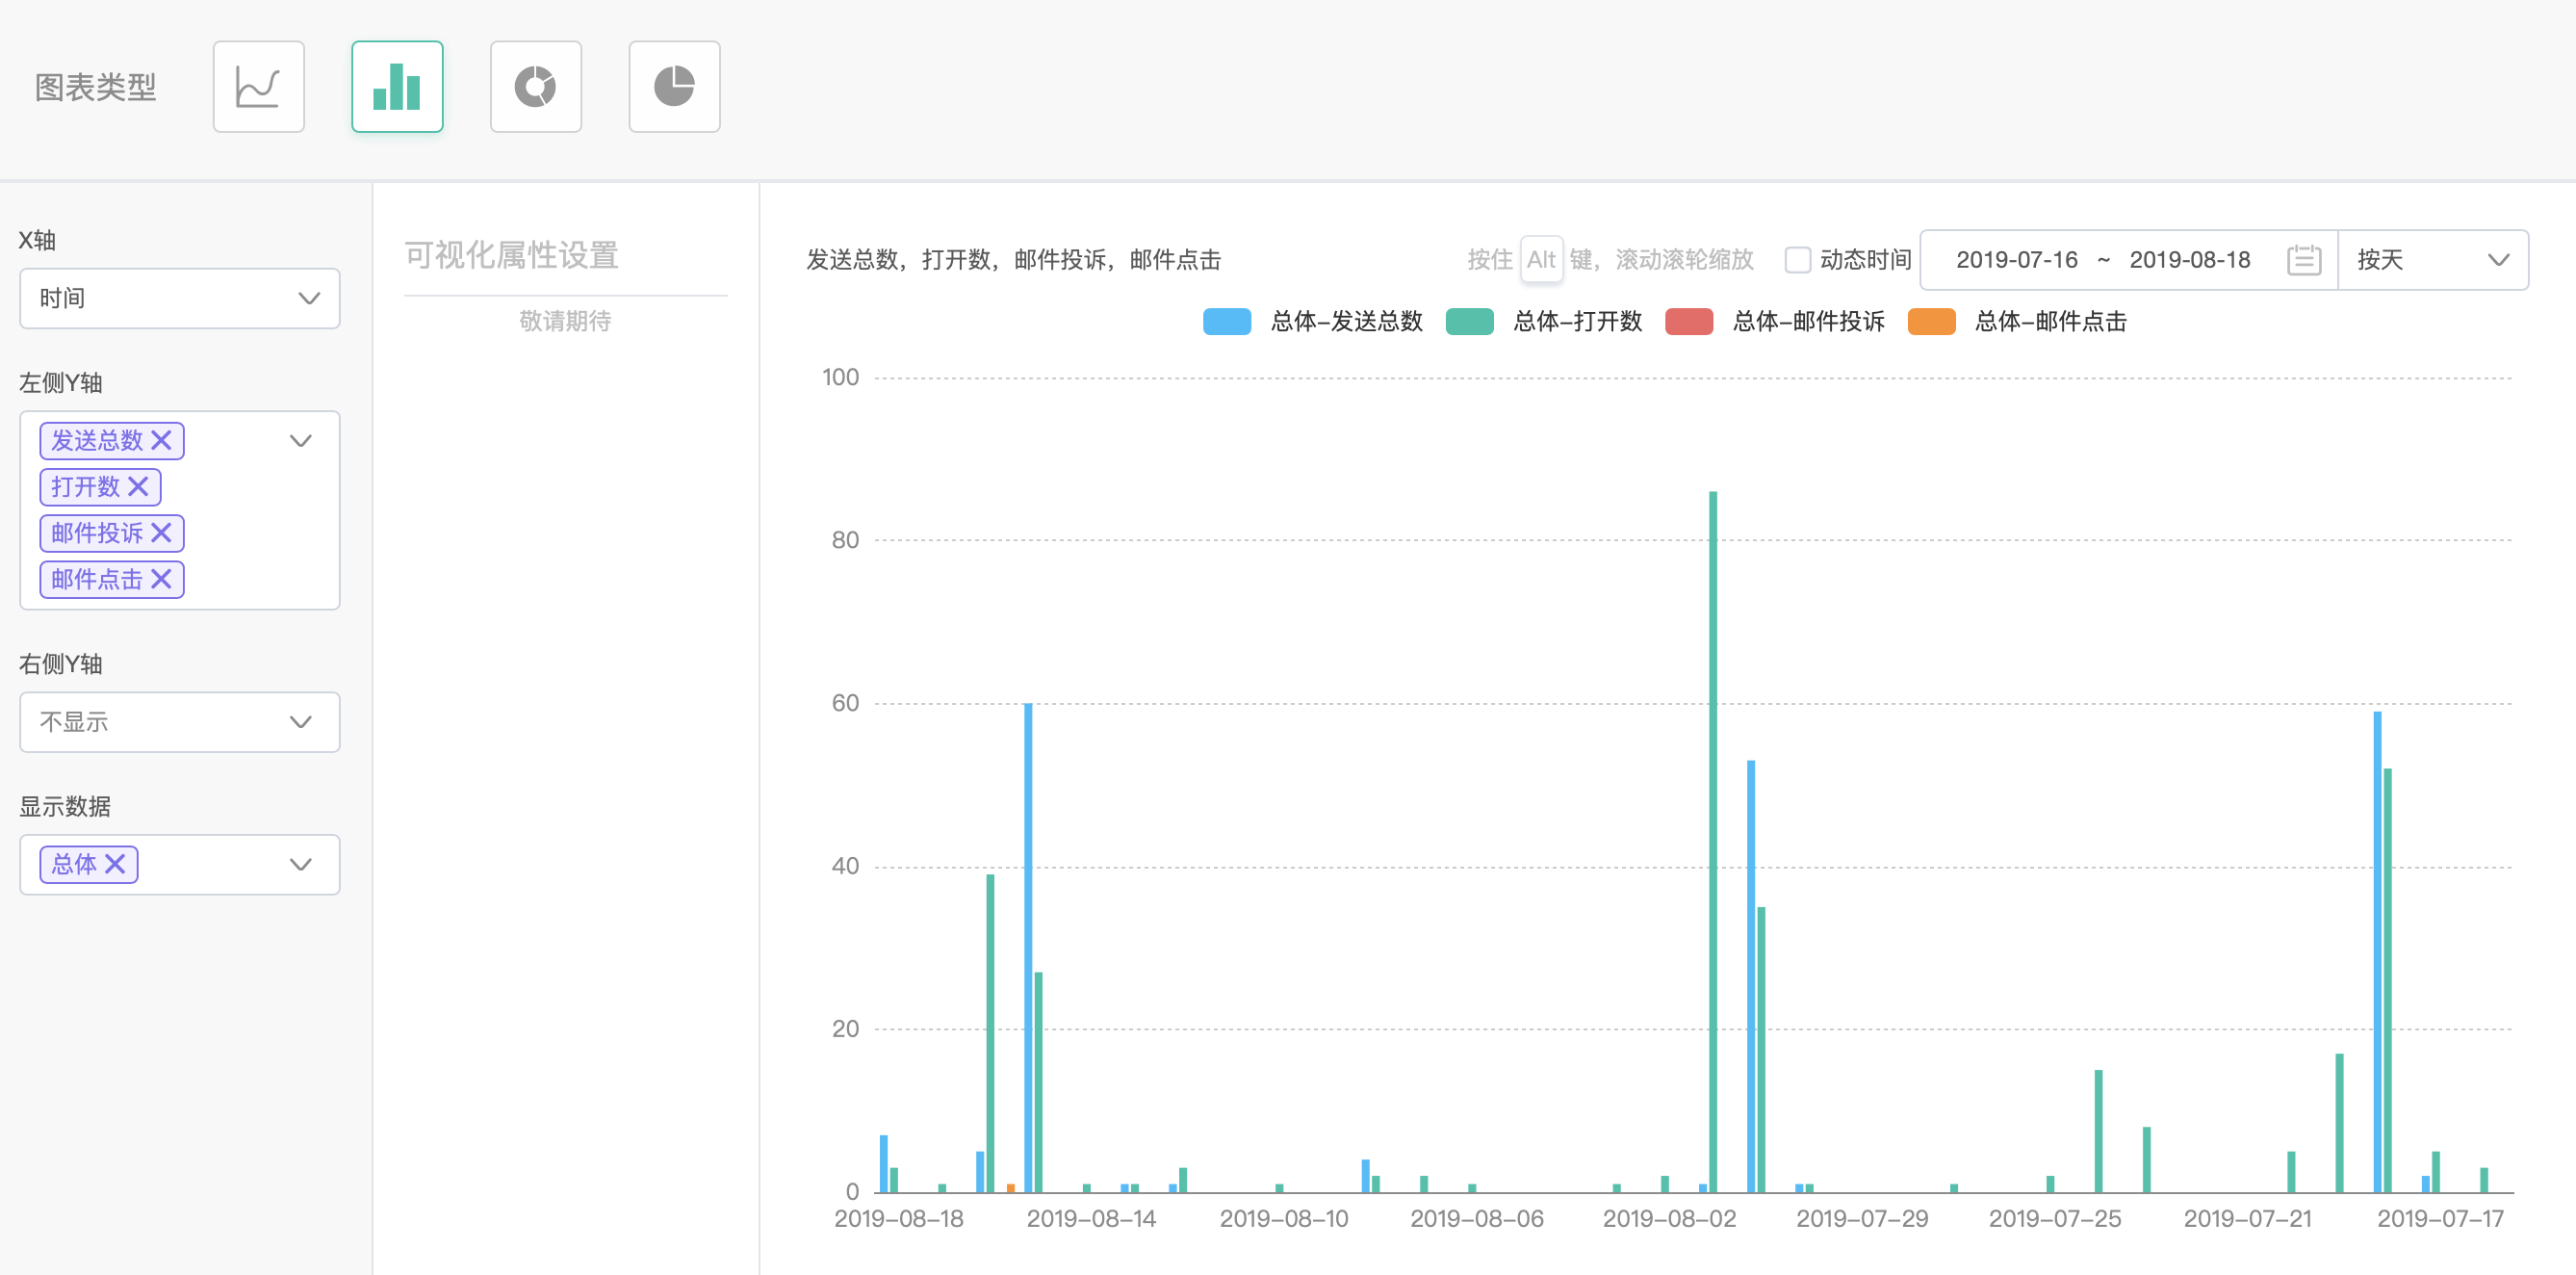 图表类型
X轴
时间
左侧Y轴
发送总数
打开数
邮件投诉
邮件点击
右侧Y轴
不显示
显示数据
总体
可视化属性设置
敬请期待
发送总数，打开数，邮件投诉，邮件点击
按住 Alt 键，滚动滚轮缩放
动态时间
2019-07-16 ~ 2019-08-18
按天
总体-发送总数 总体-打开数 总体-邮件投诉 总体-邮件点击
100
80
60
40
20
0
2019-08-18 2019-08-14 2019-08-10 2019-08-06 2019-08-02 2019-07-29 2019-07-25 2019-07-21 2019-07-17